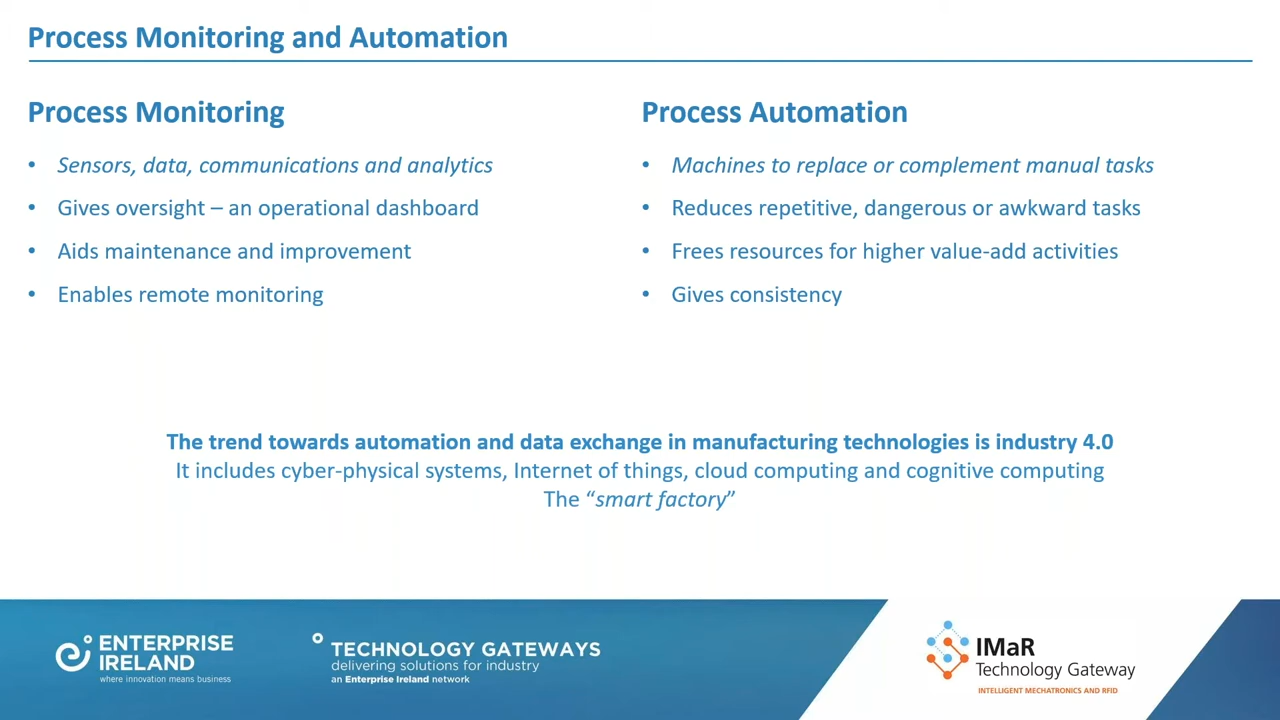 Process Monitoring and Automation
Process Monitoring
• Sensors, data, communications and analytics
• Gives oversight – an operational dashboard
• Aids maintenance and improvement
• Enables remote monitoring
Process Automation
• Machines to replace or complement manual tasks
• Reduces repetitive, dangerous or awkward tasks
• Frees resources for higher value-add activities
• Gives consistency
The trend towards automation and data exchange in manufacturing technologies is industry 4.0
It includes cyber-physical systems, Internet of things, cloud computing and cognitive computing
The “smart factory”
ENTERPRISE
IRELAND
where innovation means business
TECHNOLOGY GATEWAYS
delivering solutions for industry
an Enterprise Ireland network
IMaR
Technology Gateway
INTELLIGENT MECHATRONICS AND RFID